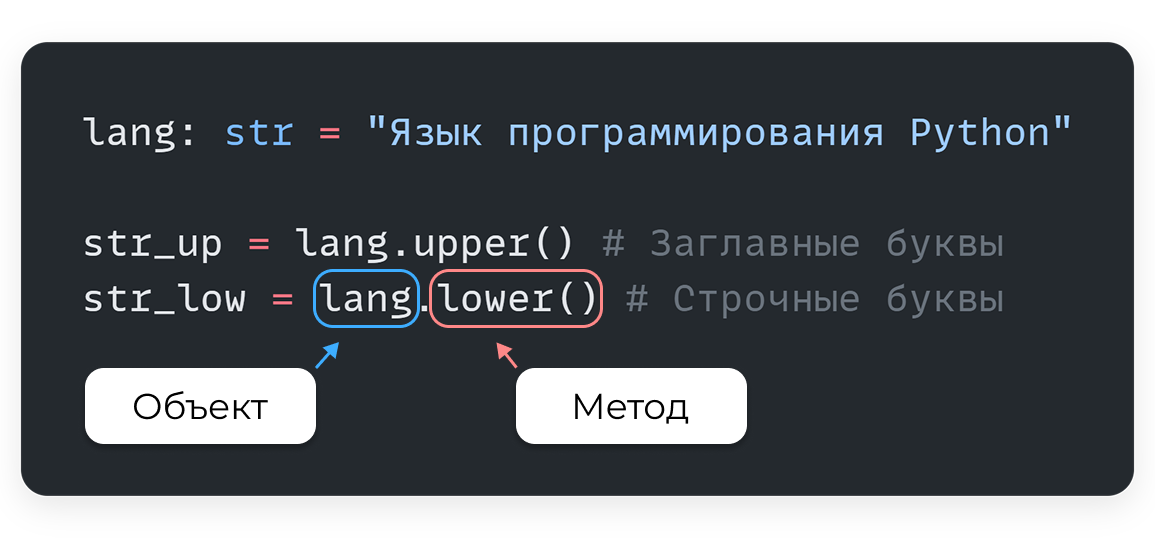 lang: str = "Язык программирования Python"
str_up = lang.upper() # Заглавные буквы
str_low = lang.lower() # Строчные буквы
Объект
Метод